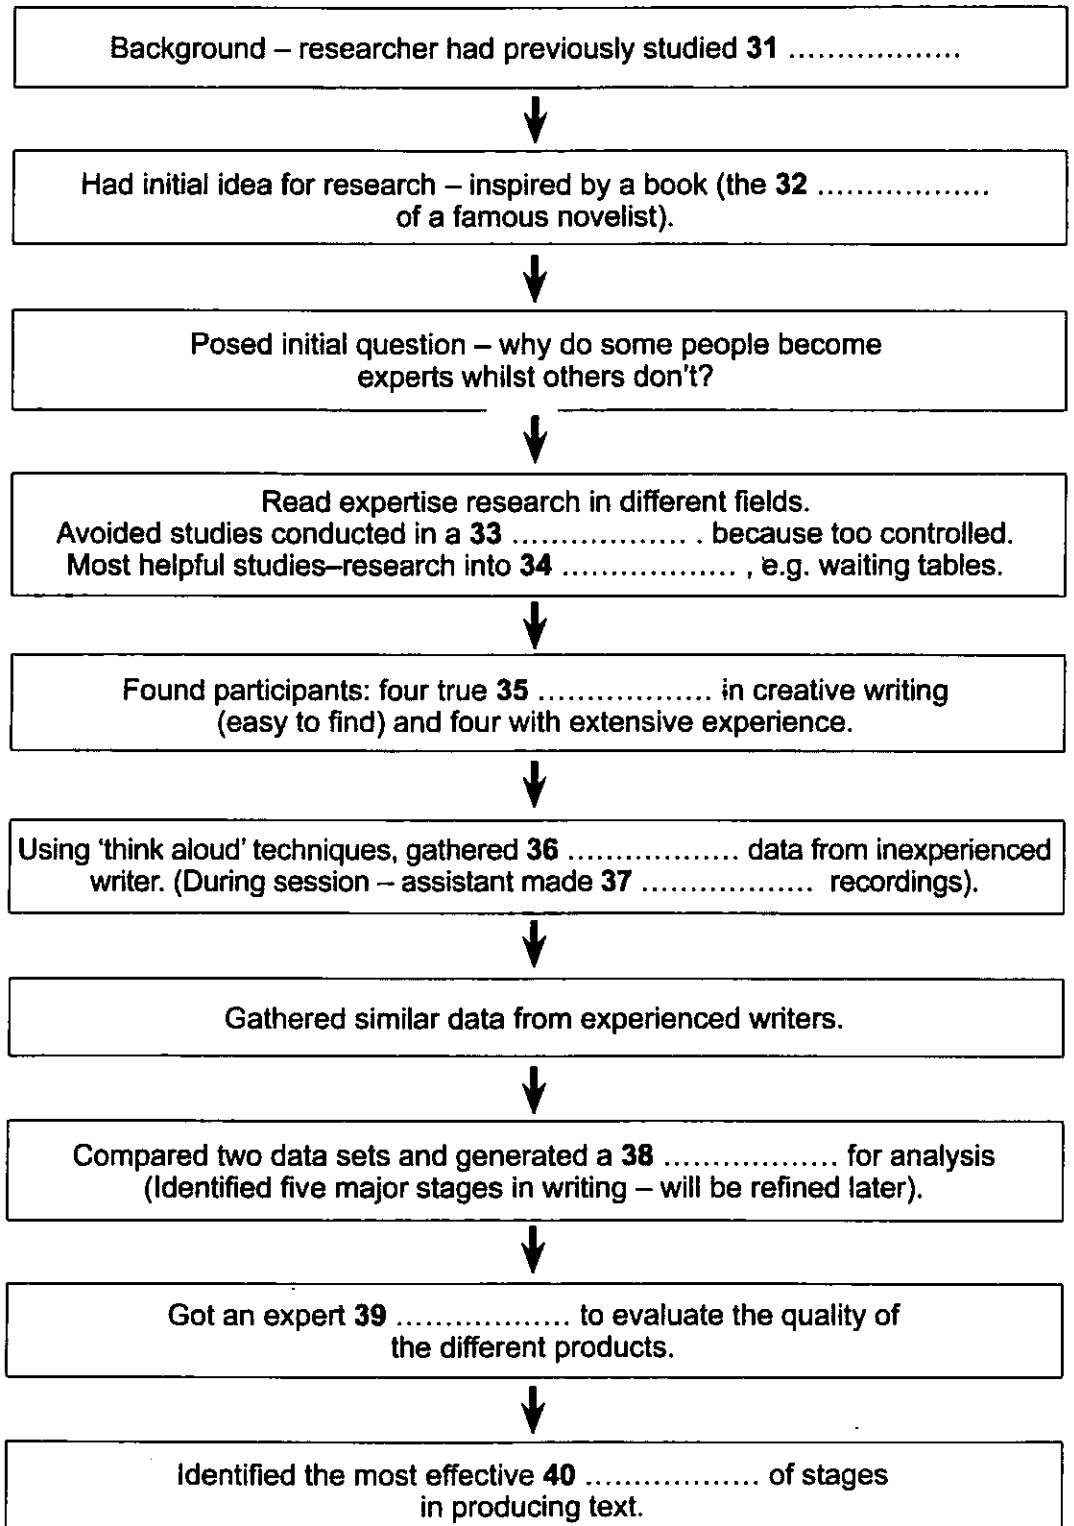 Background – researcher had previously studied 31 ..................
Had initial idea for research – inspired by a book (the 32 ..................
of a famous novelist).
Posed initial question – why do some people become
experts whilst others don't?
Read expertise research in different fields.
Avoided studies conducted in a 33 .................. . because too controlled.
Most helpful studies–research into 34 .................. , e.g. waiting tables.
Found participants: four true 35 .................. in creative writing
(easy to find) and four with extensive experience.
Using 'think aloud' techniques, gathered 36 .................. data from inexperienced
writer. (During session – assistant made 37 .................. recordings).
Gathered similar data from experienced writers.
Compared two data sets and generated a 38 .................. for analysis
(Identified five major stages in writing – will be refined later).
Got an expert 39 .................. to evaluate the quality of
the different products.
Identified the most effective 40 .................. of stages
in producing text.